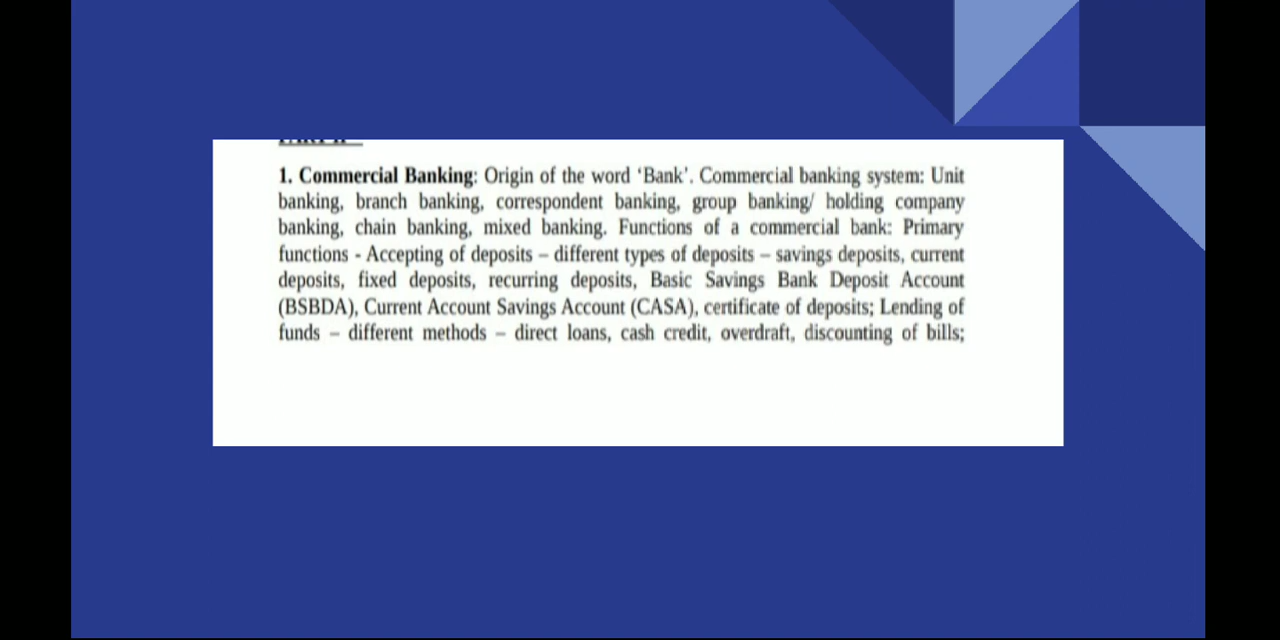 1. Commercial Banking: Origin of the word ‘Bank’. Commercial banking system: Unit
banking, branch banking, correspondent banking, group banking/ holding company
banking, chain banking, mixed banking. Functions of a commercial bank: Primary
functions - Accepting of deposits – different types of deposits – savings deposits, current
deposits, fixed deposits, recurring deposits, Basic Savings Bank Deposit Account
(BSBDA), Current Account Savings Account (CASA), certificate of deposits; Lending of
funds – different methods – direct loans, cash credit, overdraft, discounting of bills;